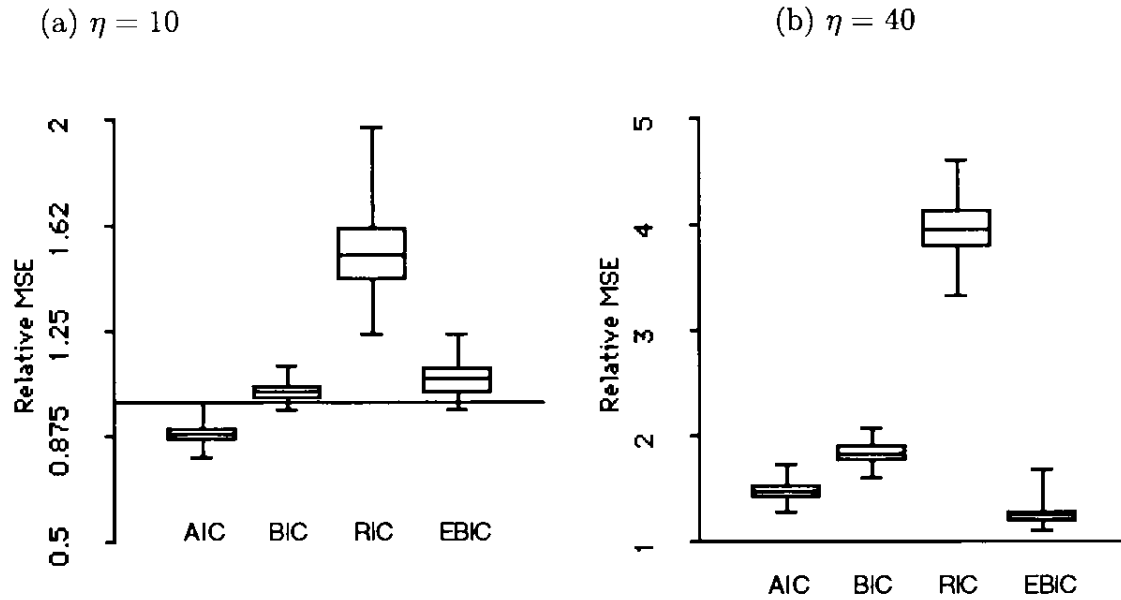 (a) η = 10
Relative MSE
2
1.62
1.25
0.875
0.5
AIC BIC RIC EBIC
(b) η = 40
Relative MSE
5
4
3
2
1
AIC BIC RIC EBIC